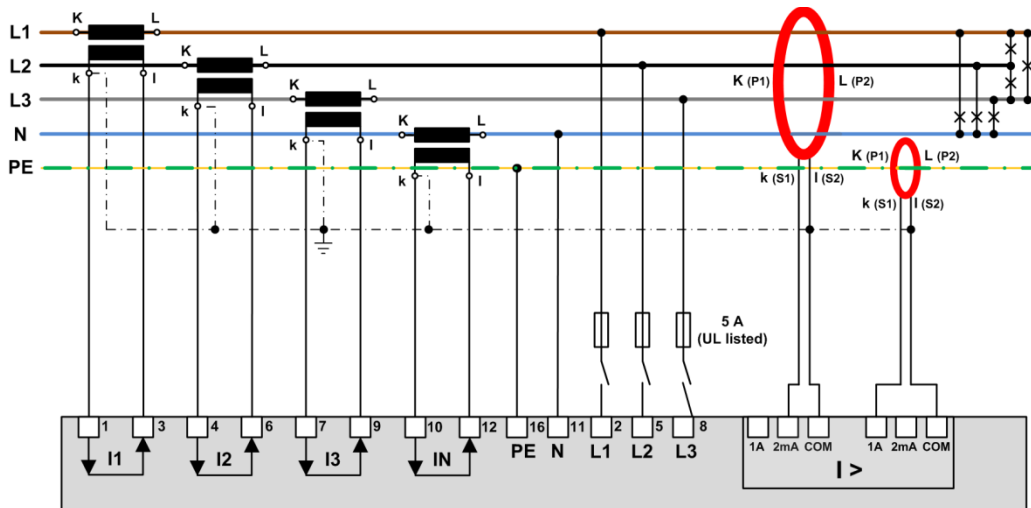 K L
L1
K L
L2
K (P1) L (P2)
k l
L3
K L
k l
N
K L
k l
K (P1) L (P2)
PE
k l
k (S1) l (S2)
k (S1) l (S2)
5 A
(UL listed)
1 3 4 6 7 9 10 12 16 11 2 5 8
1A 2mA COM 1A 2mA COM
I1 I2 I3 IN PE N L1 L2 L3
I >